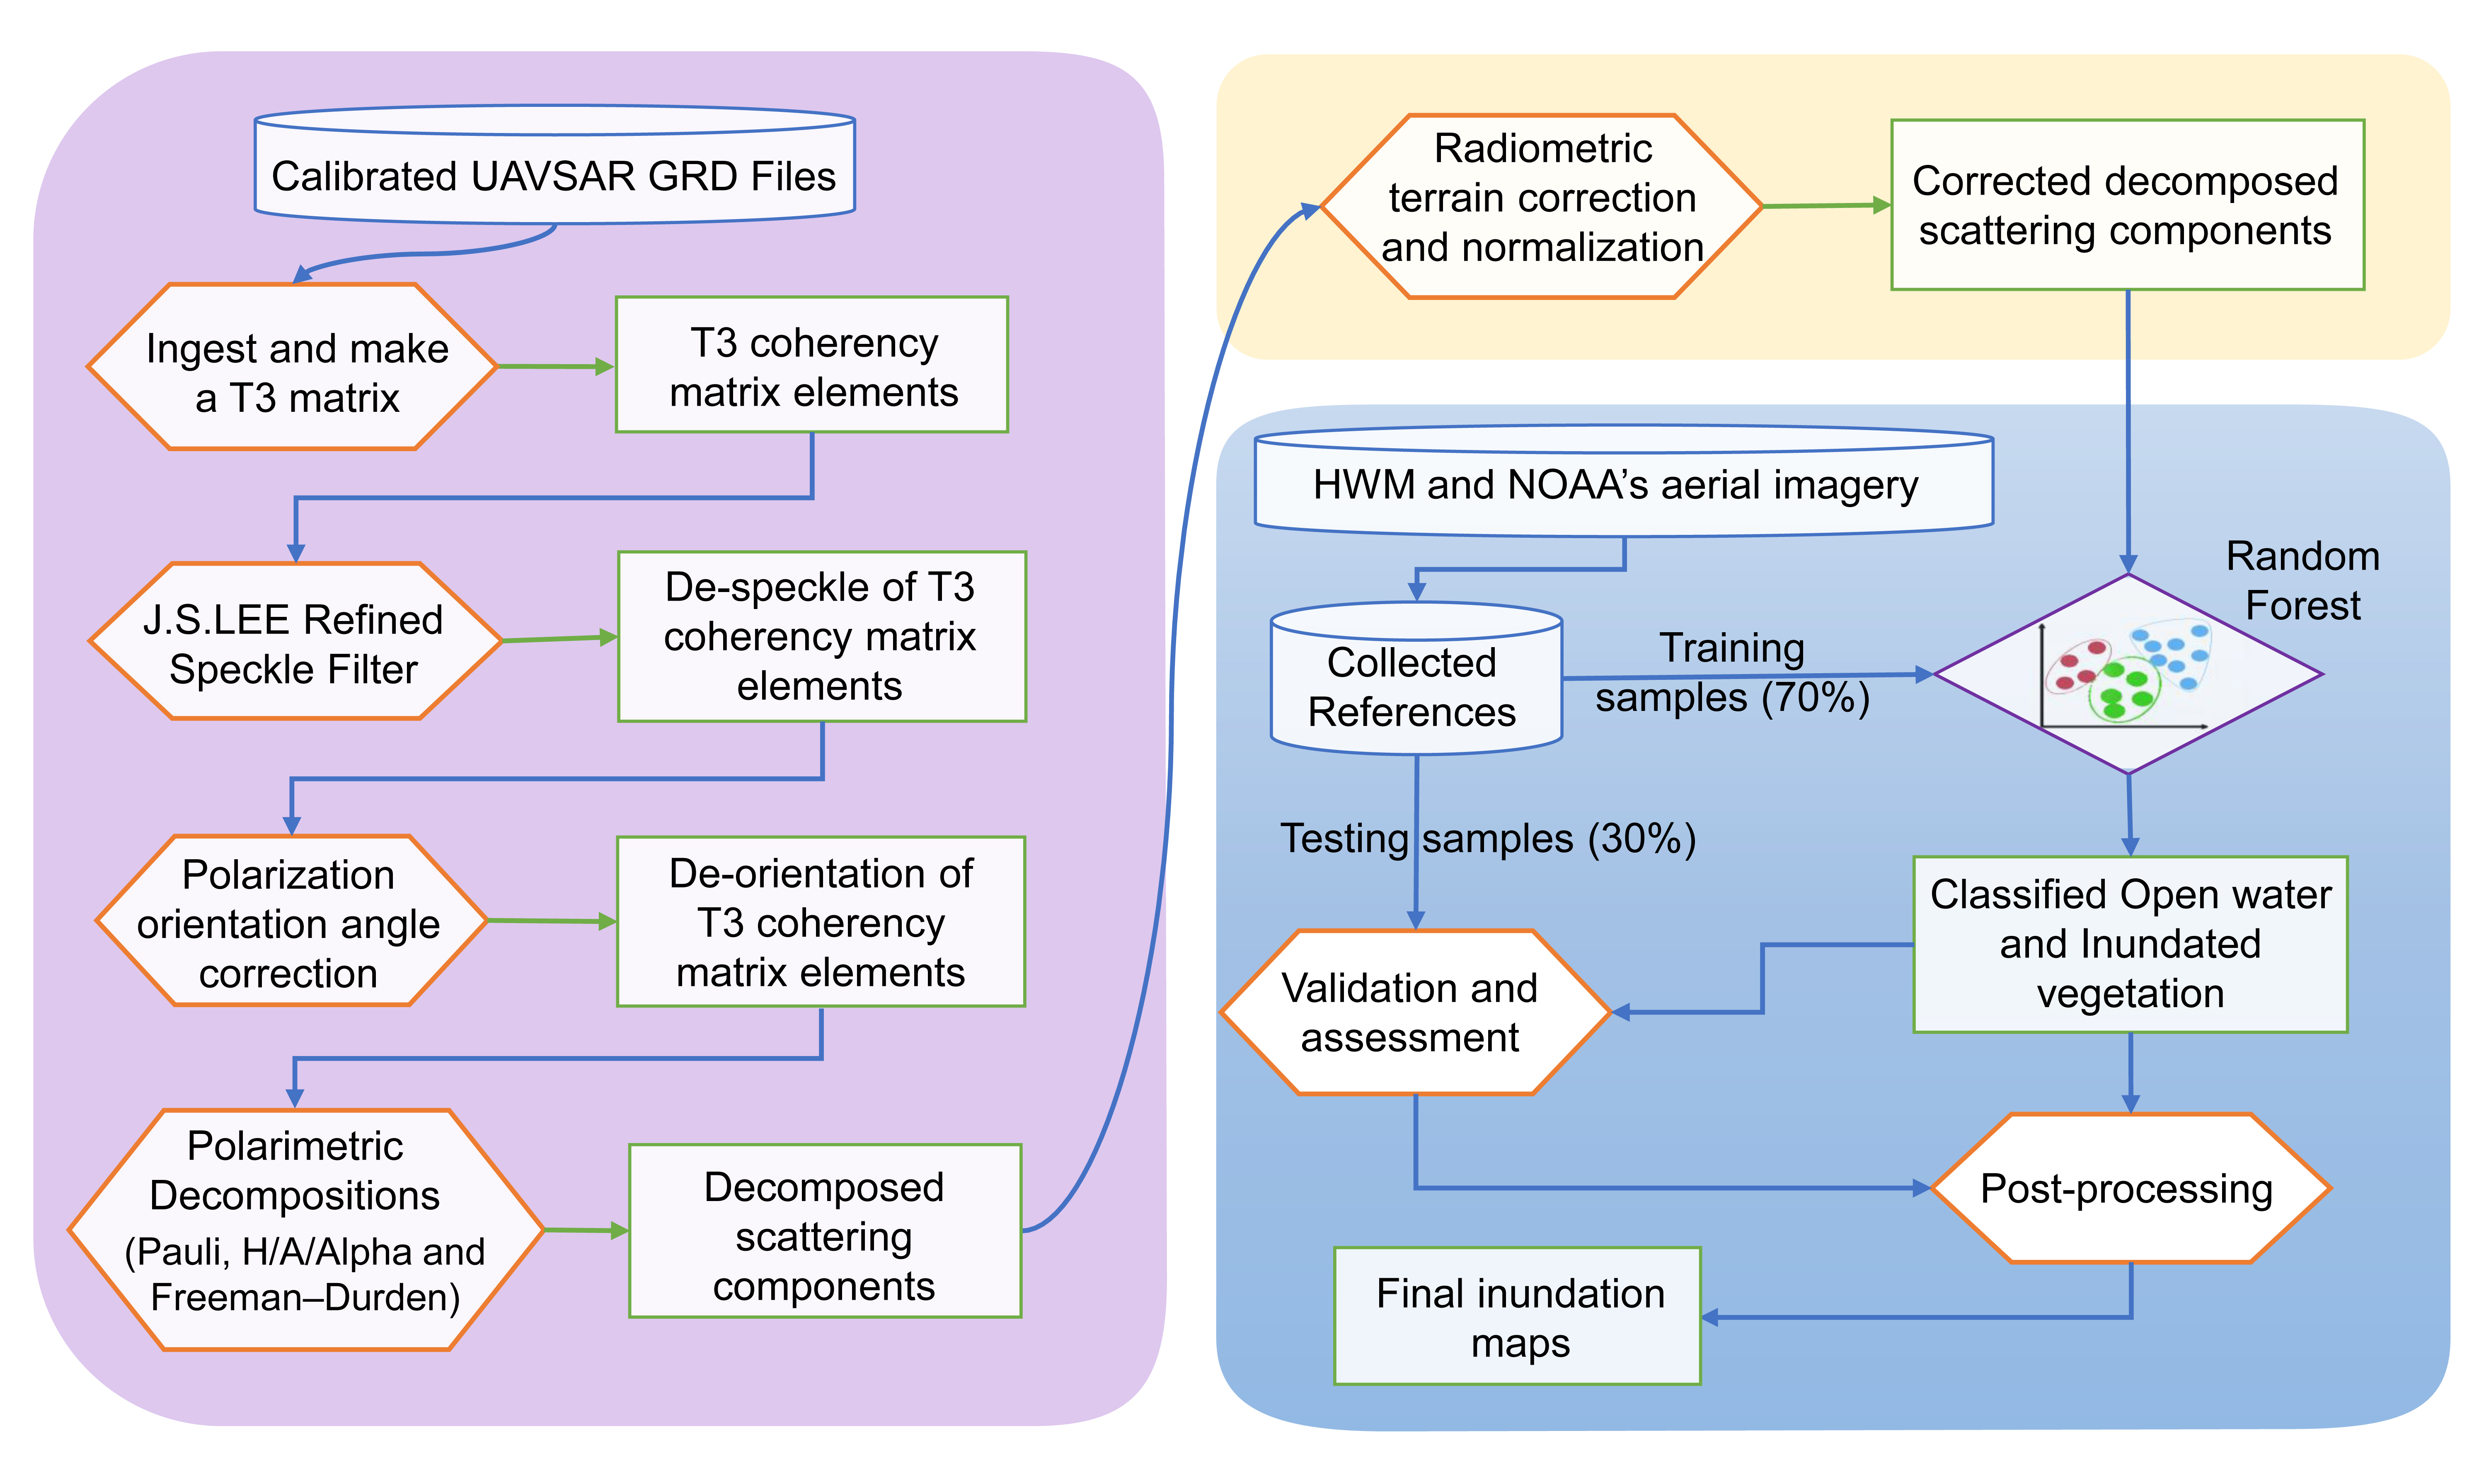 Calibrated UAVSAR GRD Files
Ingest and make
a T3 matrix
T3 coherency
matrix elements
J.S.LEE Refined
Speckle Filter
De-speckle of T3
coherency matrix
elements
Polarization
orientation angle
correction
De-orientation of
T3 coherency
matrix elements
Polarimetric
Decompositions
(Pauli, H/A/Alpha and
Freeman–Durden)
Decomposed
scattering
components
Radiometric
terrain correction
and normalization
Corrected decomposed
scattering components
HWM and NOAA’s aerial imagery
Collected
References
Training
samples (70%)
Random
Forest
Testing samples (30%)
Classified Open water
and Inundated
vegetation
Validation and
assessment
Post-processing
Final inundation
maps